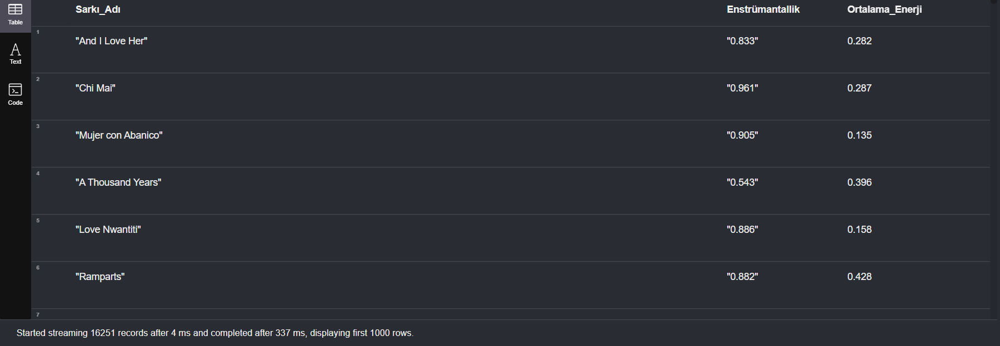 Table
Text
Code
Sarkı_Adı Enstrümantallik Ortalama_Enerji
1
"And I Love Her" "0.833" 0.282
2
"Chi Mai" "0.961" 0.287
3
"Mujer con Abanico" "0.905" 0.135
4
"A Thousand Years" "0.543" 0.396
5
"Love Nwantiti" "0.886" 0.158
6
"Ramparts" "0.882" 0.428
7
Started streaming 16251 records after 4 ms and completed after 337 ms, displaying first 1000 rows.